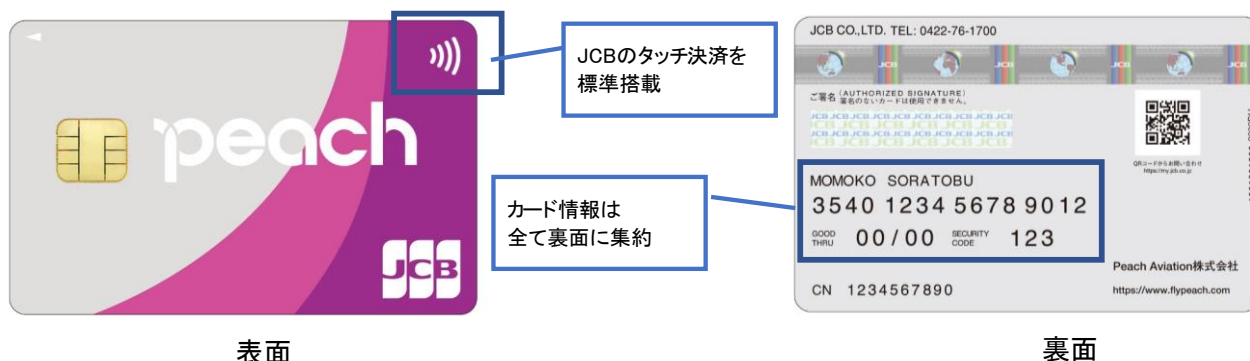 peach
JCB
表面
JCBのタッチ決済を
標準搭載
カード情報は
全て裏面に集約
JCB CO.,LTD. TEL: 0422-76-1700
JCB JCB JCB JCB
ご署名 (AUTHORIZED SIGNATURE)
署名のないカードは使用できません。
QRコードからお問い合わせ
https://my.jcb.co.jp
MOMOKO SORATOBU
3540 1234 5678 9012
GOOD THRU 00/00 SECURITY CODE 123
Peach Aviation株式会社
CN 1234567890
https://www.flypeach.com
裏面